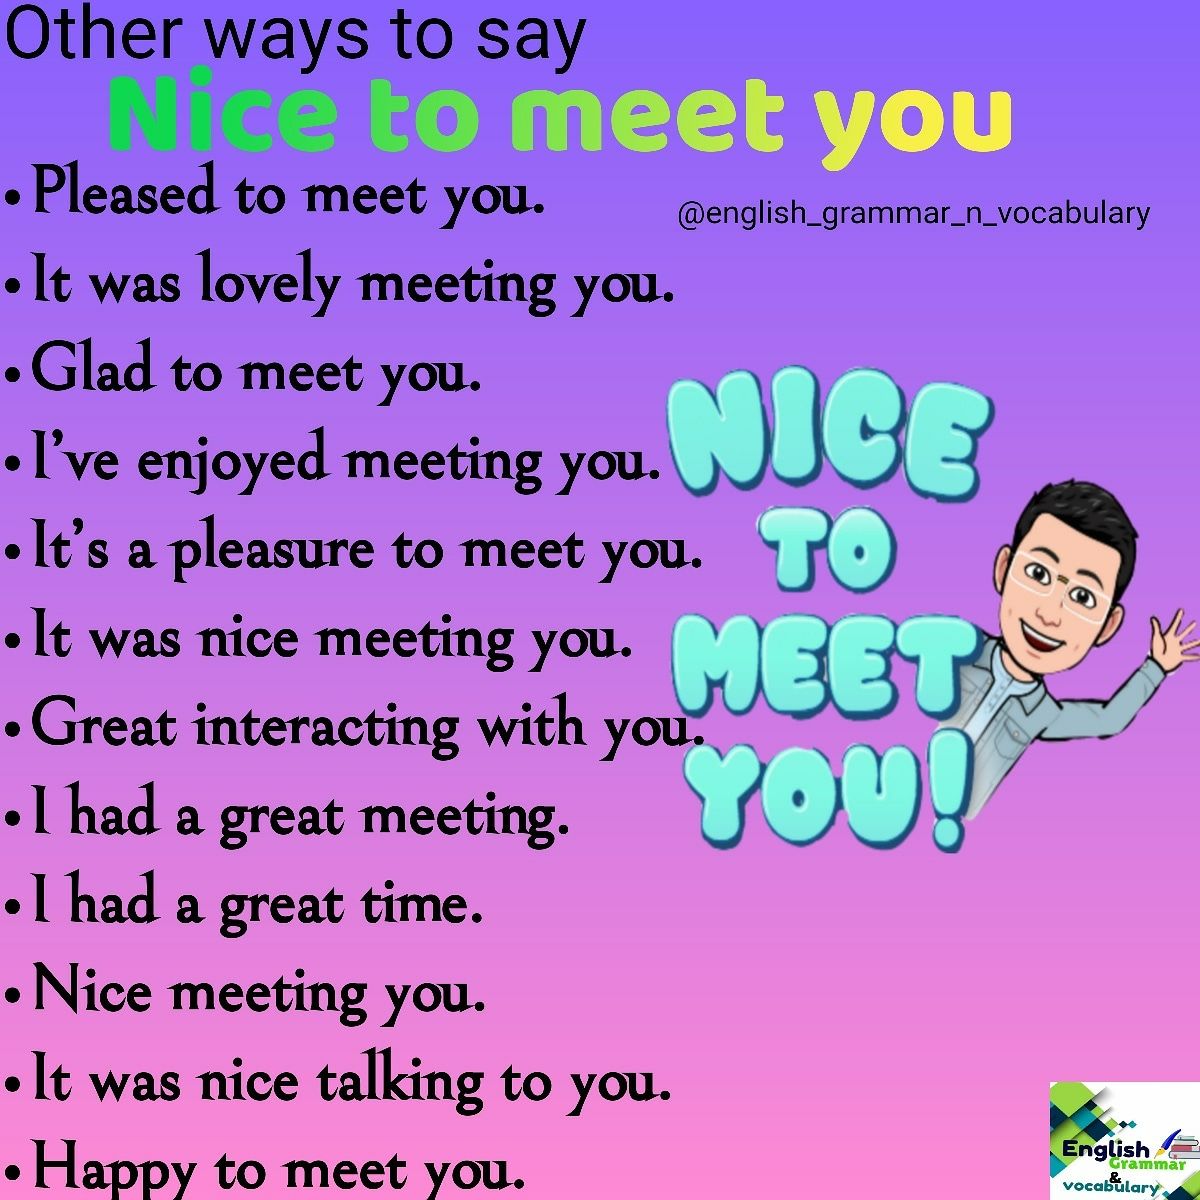 Other ways to say
Nice to meet you
• Pleased to meet you.
@english_grammar_n_vocabulary
• It was lovely meeting you.
• Glad to meet you.
• I've enjoyed meeting you.
• It's a pleasure to meet you.
• It was nice meeting you.
• Great interacting with you.
• I had a great meeting.
• I had a great time.
• Nice meeting you.
• It was nice talking to you.
• Happy to meet you.
NICE
TO
MEET
YOU!
English
Grammar
&
vocabulary